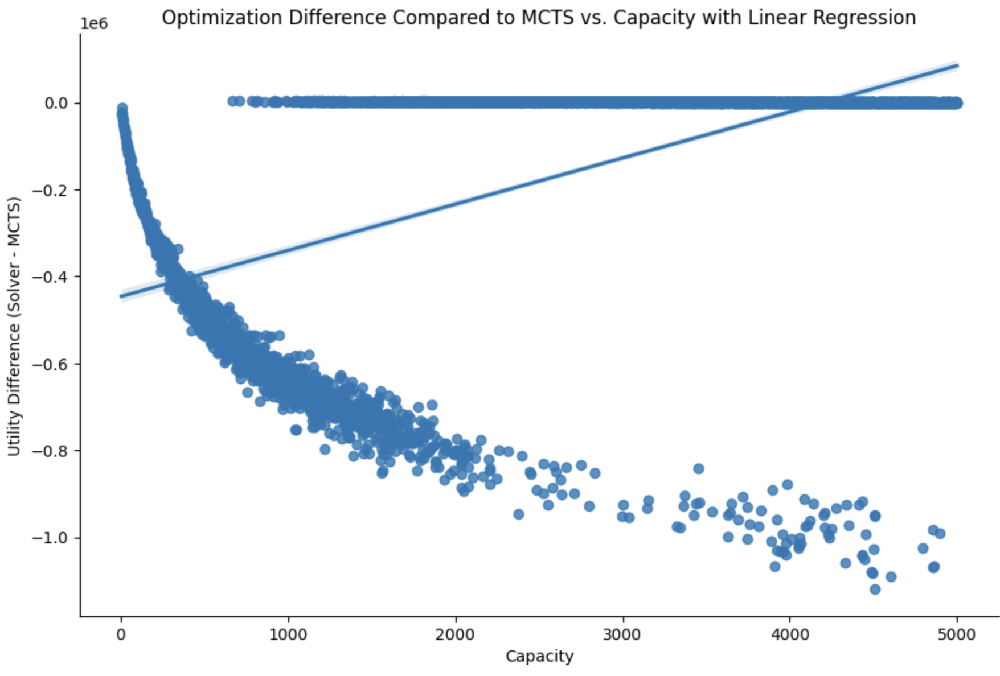 Optimization Difference Compared to MCTS vs. Capacity with Linear Regression
1e6
0.0
−0.2
−0.4
−0.6
−0.8
−1.0
Utility Difference (Solver - MCTS)
0 1000 2000 3000 4000 5000
Capacity